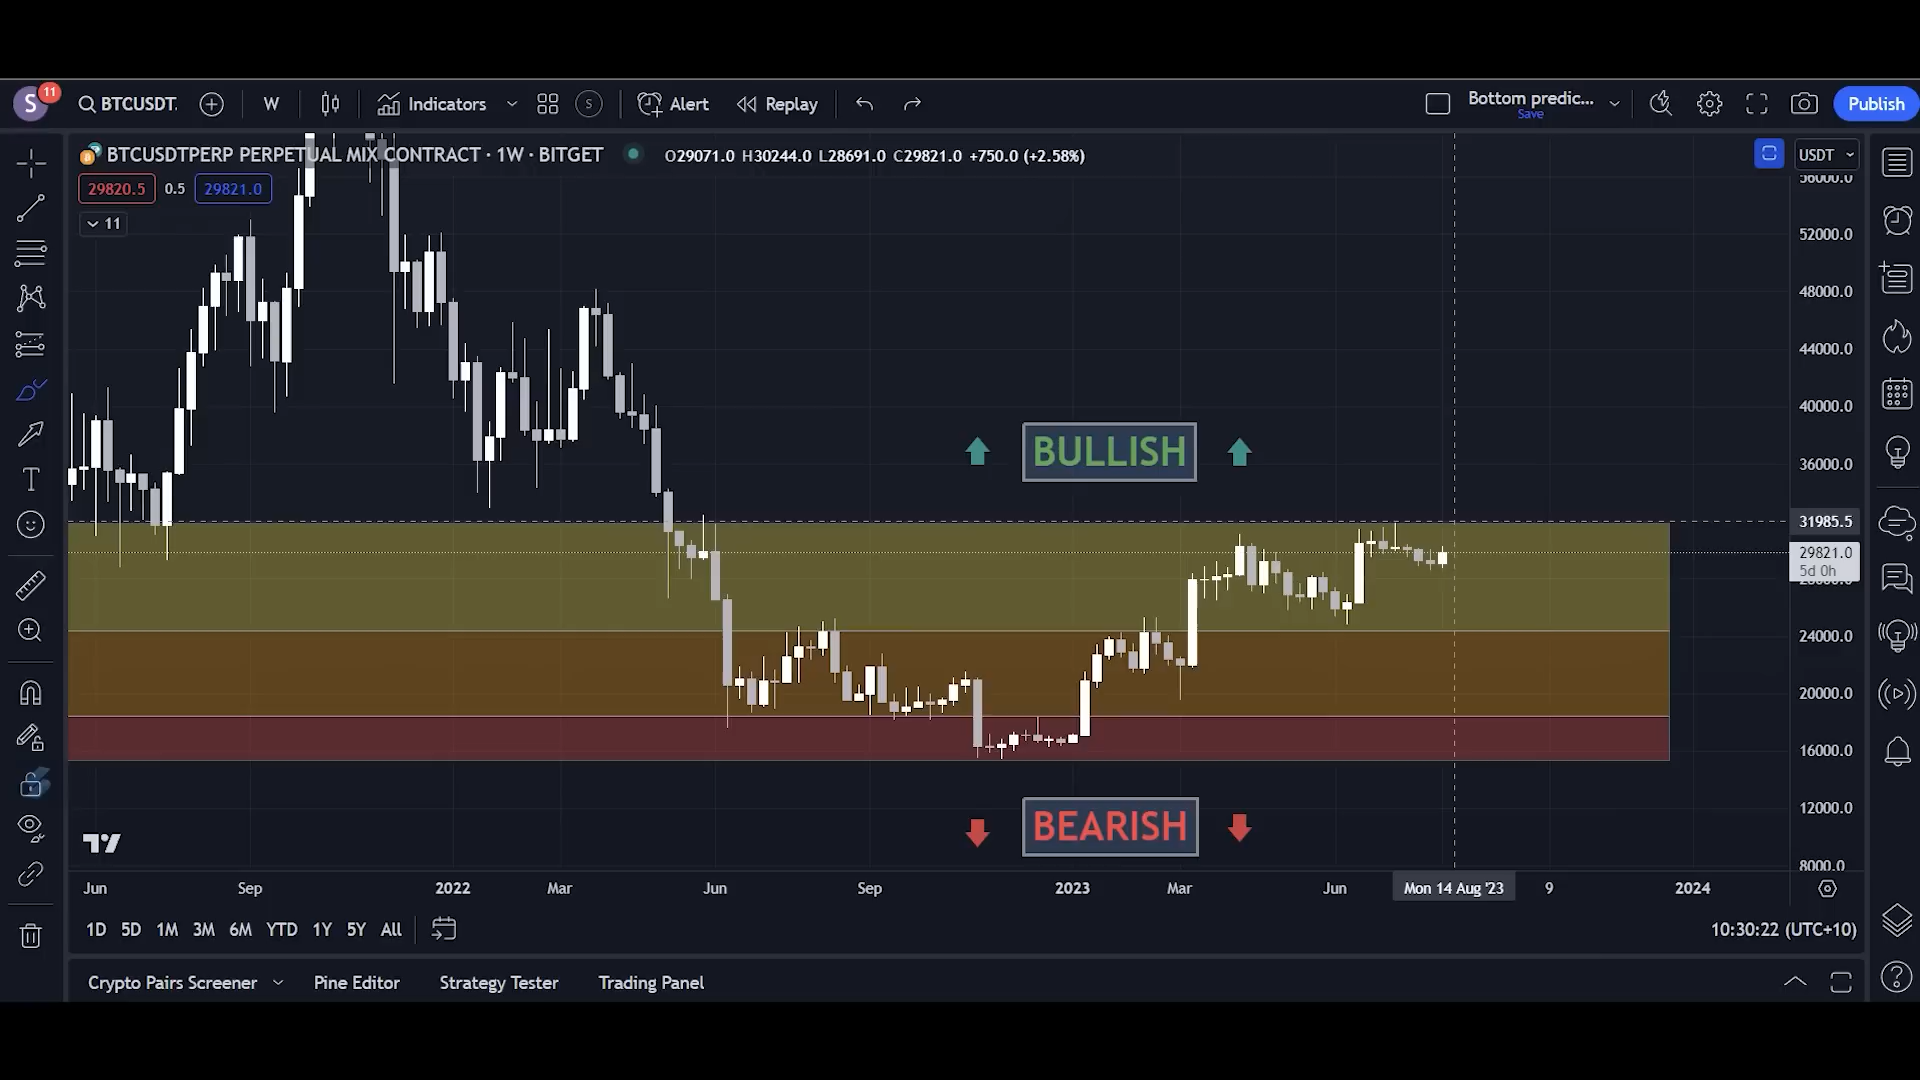 S 11 BTCUSDT. W Indicators S Alert Replay Bottom predic... Publish
Save
BTCUSDTPERP PERPETUAL MIX CONTRACT · 1W · BITGET O29071.0 H30244.0 L28691.0 C29821.0 +750.0 (+2.58%) USDT
56000.0
29820.5 0.5 29821.0
11
52000.0
48000.0
44000.0
40000.0
BULLISH
36000.0
31985.5
29821.0
5d 0h
24000.0
20000.0
16000.0
12000.0
BEARISH
8000.0
Jun Sep 2022 Mar Jun Sep 2023 Mar Jun Mon 14 Aug '23 9 2024
1D 5D 1M 3M 6M YTD 1Y 5Y All 10:30:22 (UTC+10)
Crypto Pairs Screener Pine Editor Strategy Tester Trading Panel